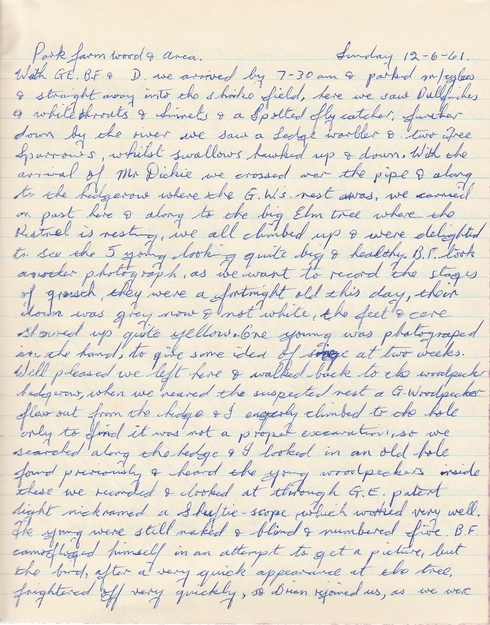 Park farm wood & area. Sunday 12-6-61.
With G.E. B.F. & D. we arrived by 7-30 am & parked
& straight away into the shrike field, here we saw Bullfinches
& whitethroats & linnets & a Spotted flycatcher, further
down by the river we saw a Sedge warbler & two Tree
Sparrows, whilst swallows hawked up & down. With the
arrival of Mr Dickie we crossed over the pipe & along
to the hedgerow where the G.W's nest was, we carried
on past here & along to the big Elm tree where the
Kestrel is nesting, we all climbed up & were delighted
to see the 5 young looking quite big & healthy. B.F. took
another photograph, as we want to record the stages
of growth, they were a fortnight old this day, their
down was grey now & not white, the feet & cere
showed up quite yellow. One young was photograped
in the hand, to give some idea of size at two weeks.
Well pleased we left here & walked back to the woodpecker
hedgerow, when we neared the suspected nest a G. Woodpecker
flew out from the hedge & I eagerly climbed to the hole
only to find it was not a proper excavation, so we
searched along the hedge & I looked in an old hole
found previously & heard the young woodpeckers inside
these we recorded & looked at through G.E. patent
light nicknamed a which worked very well.
The young were still naked & blind & numbered five. B.F.
camoflaged himself in an attempt to get a picture, but
the bird, after a very quick appearance at the tree,
frightened off very quickly, so Brian rejoined us, as we were